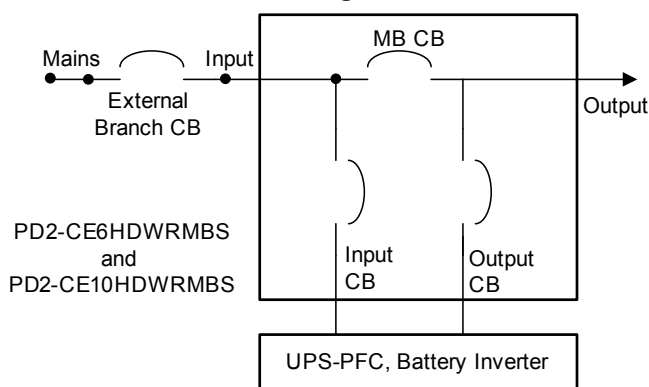 MB CB
Mains
Input
External
Branch CB
Output
PD2-CE6HDWRMBS
and
PD2-CE10HDWRMBS
Input
CB
Output
CB
UPS-PFC, Battery Inverter